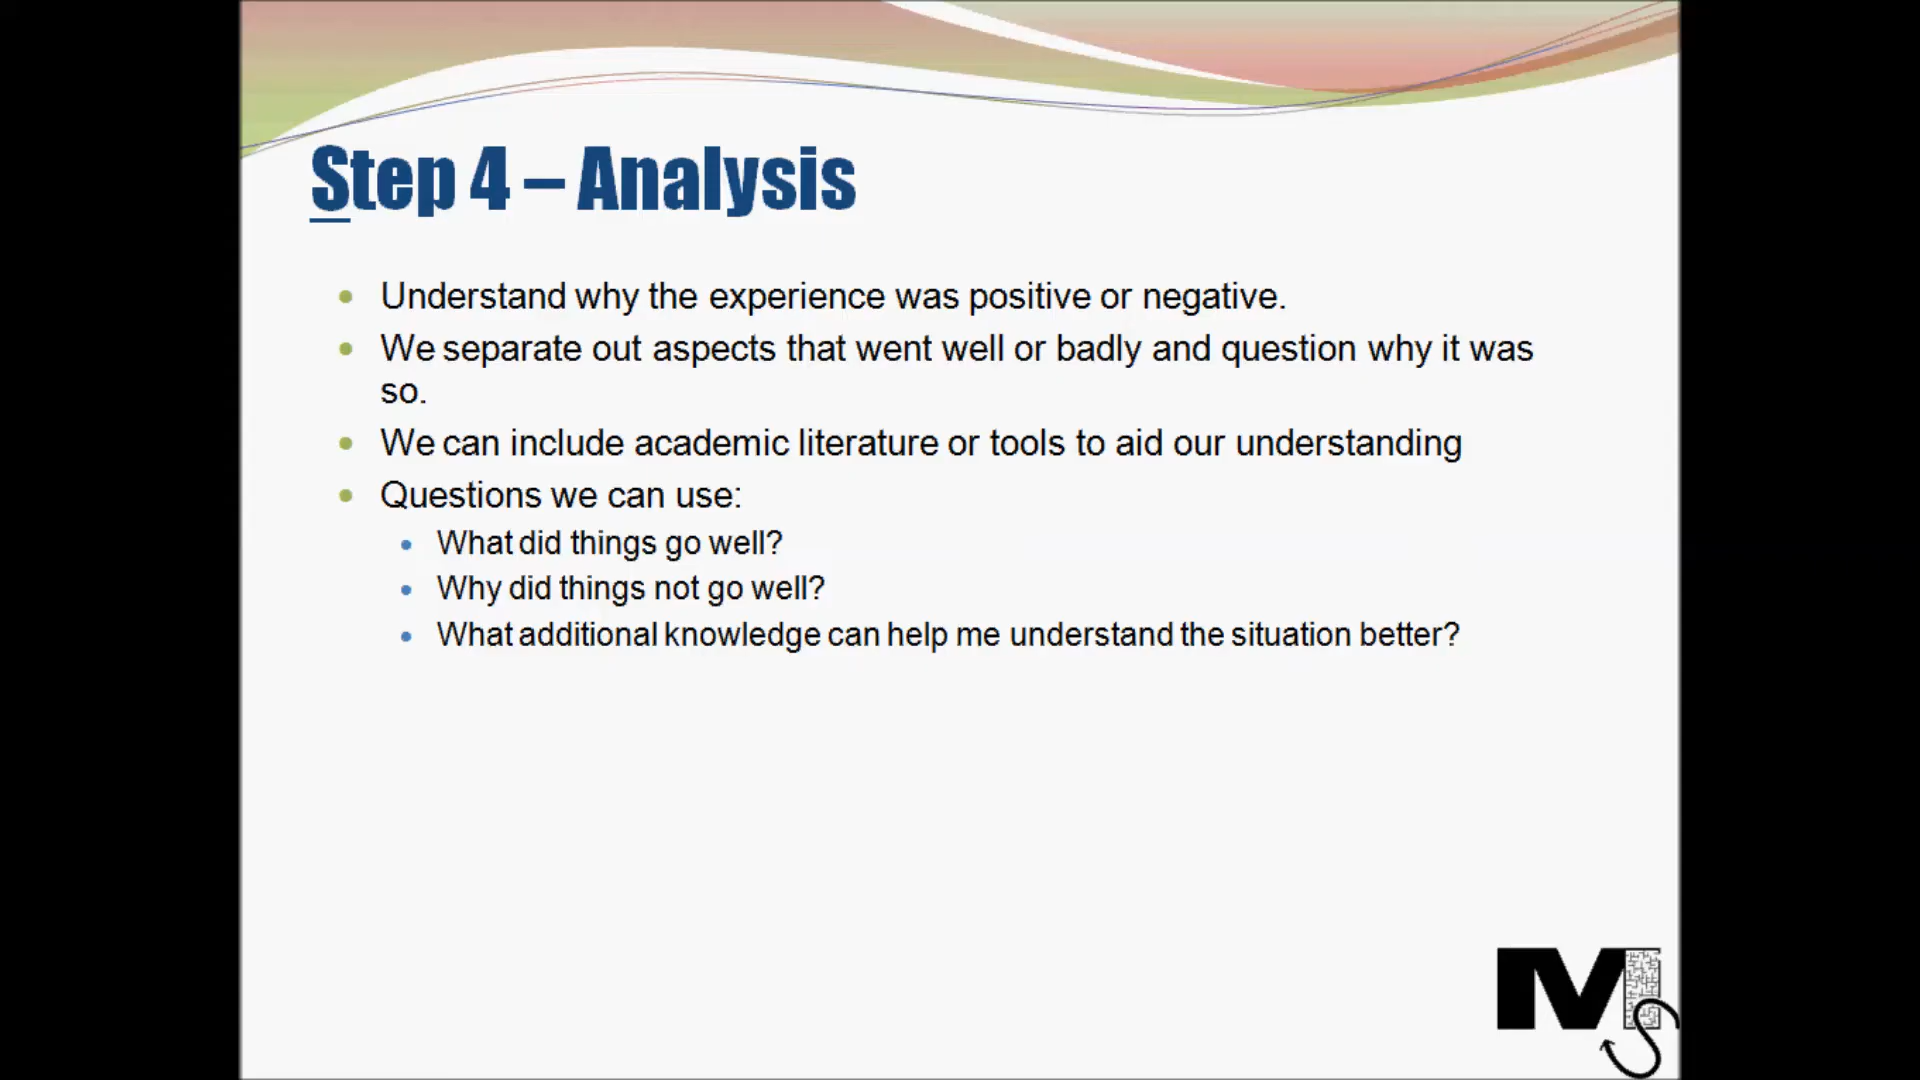 Step 4 – Analysis
Understand why the experience was positive or negative.
We separate out aspects that went well or badly and question why it was
so.
We can include academic literature or tools to aid our understanding
Questions we can use:
What did things go well?
Why did things not go well?
What additional knowledge can help me understand the situation better?
MS